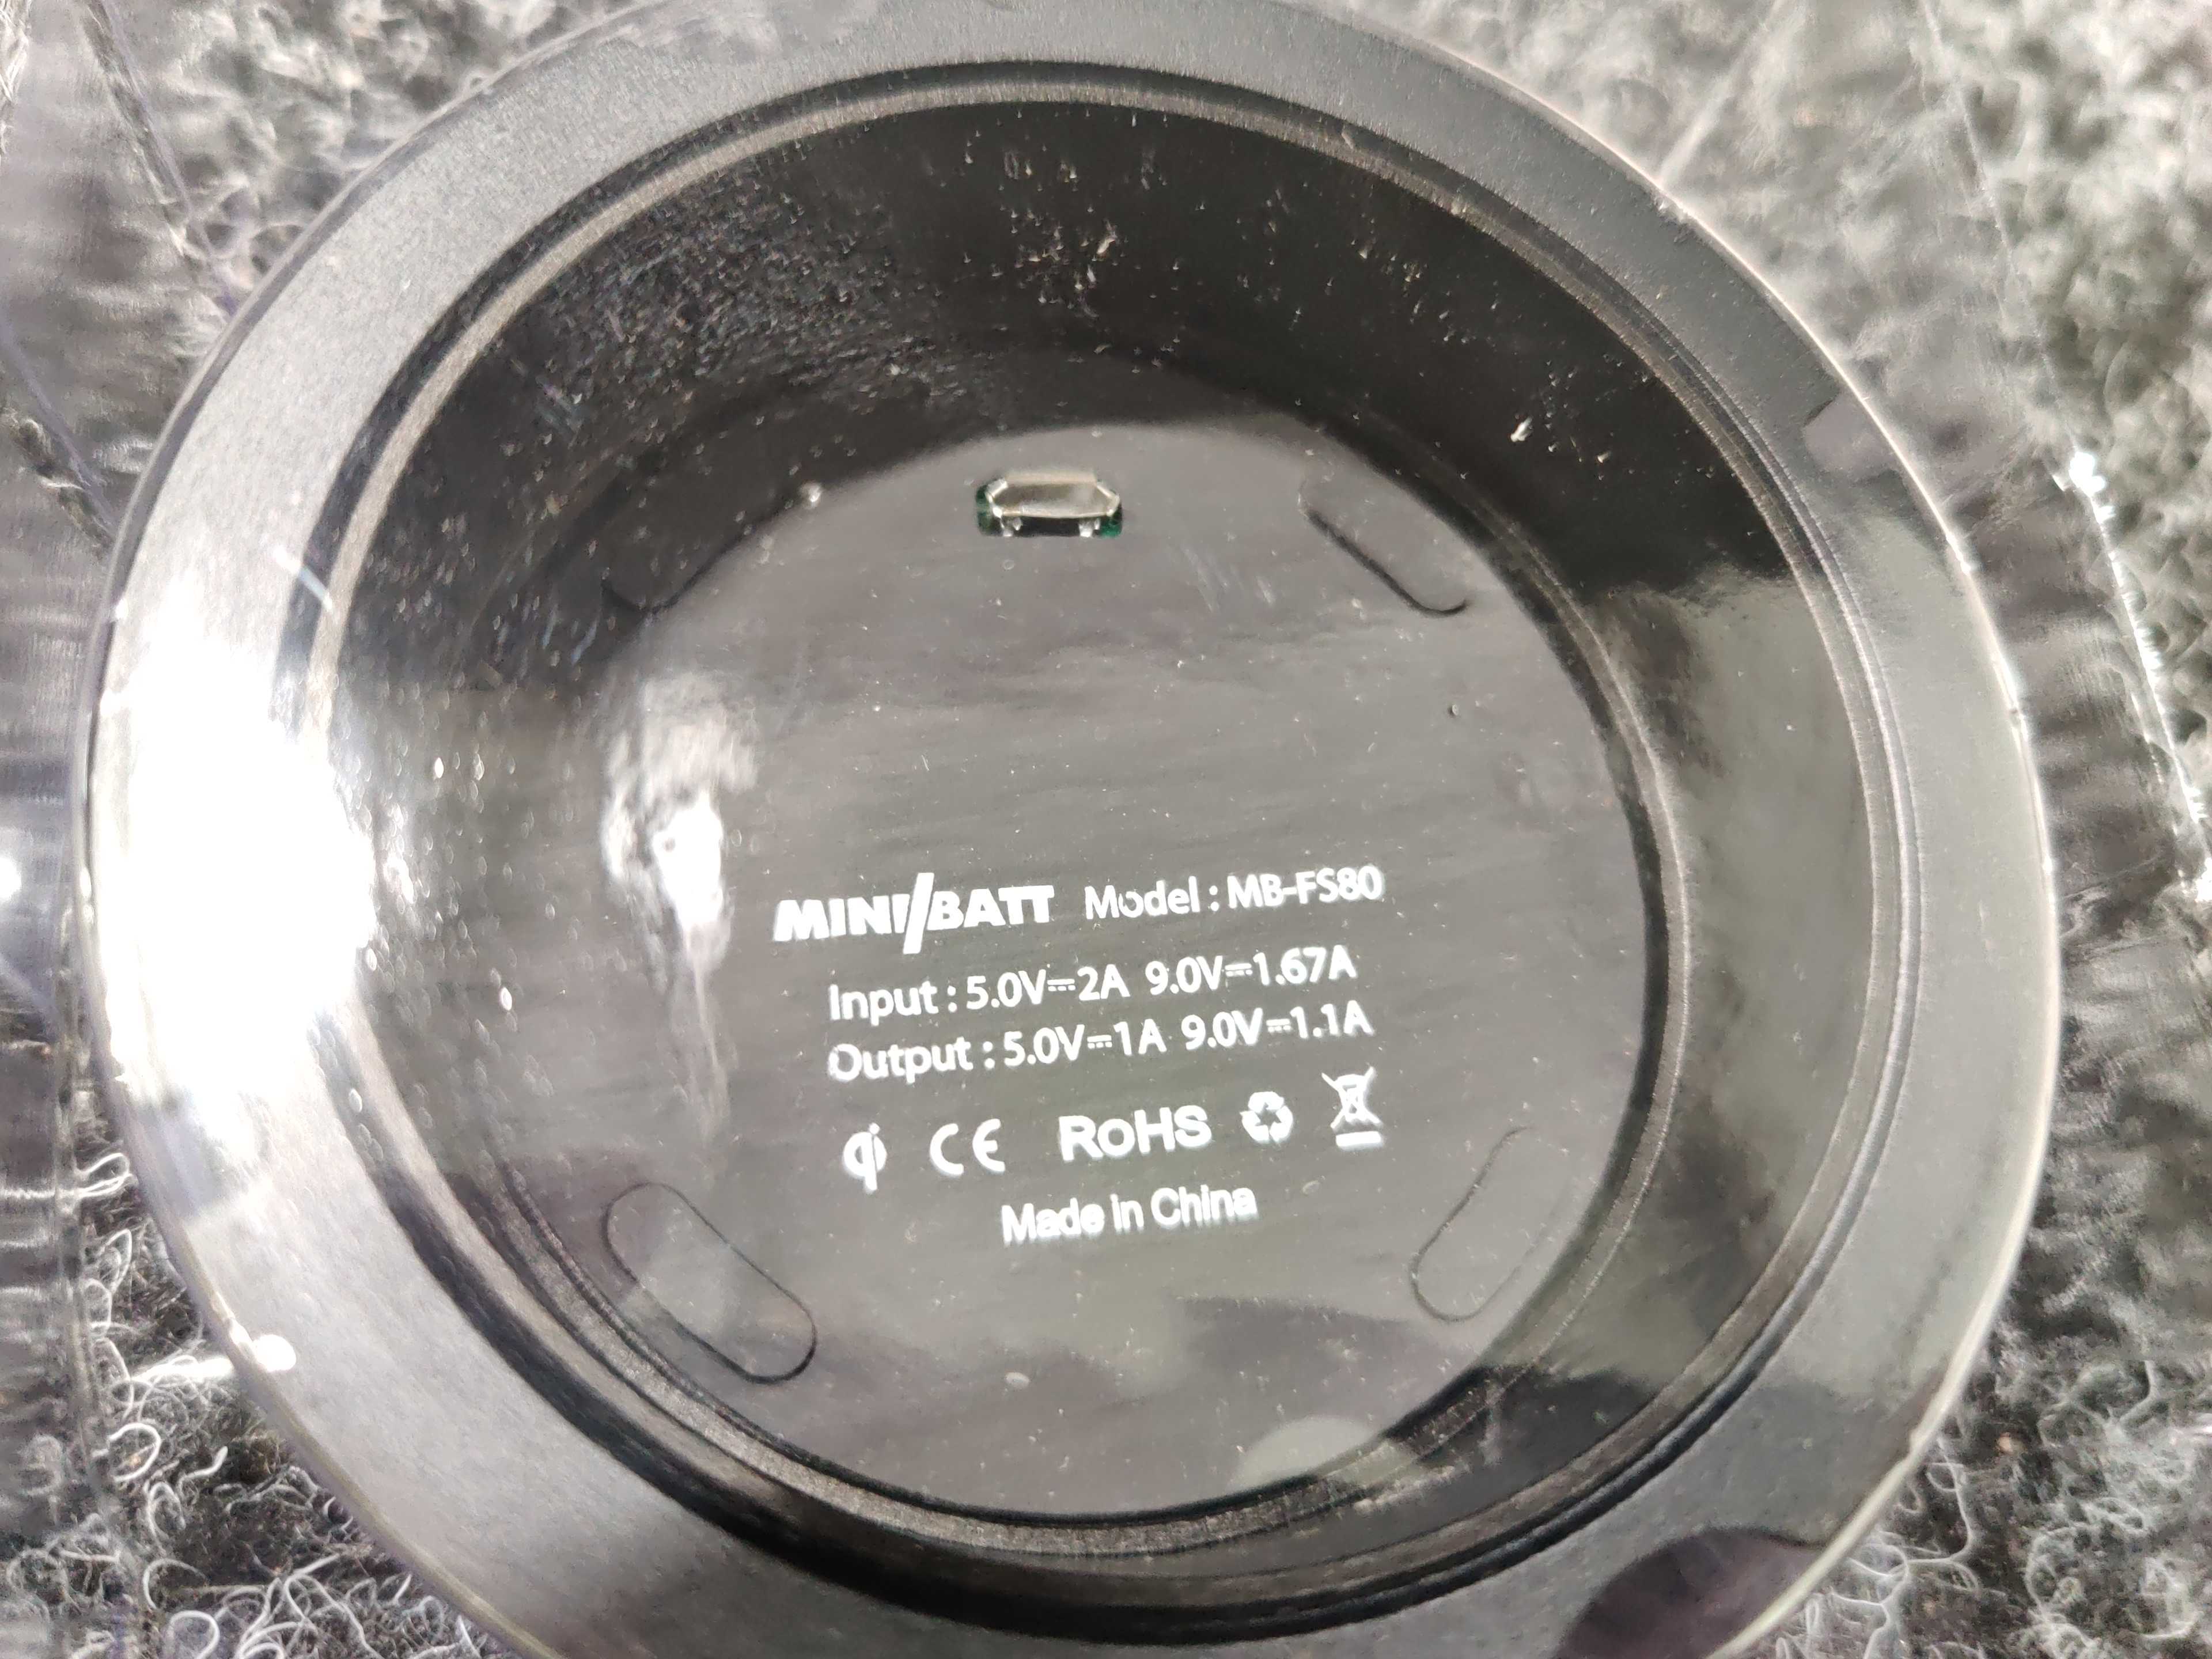 MINI/BATT Model : MB-FS80
Input : 5.0V⎓2A 9.0V⎓1.67A
Output : 5.0V⎓1A 9.0V⎓1.1A
qi CE RoHS
Made in China